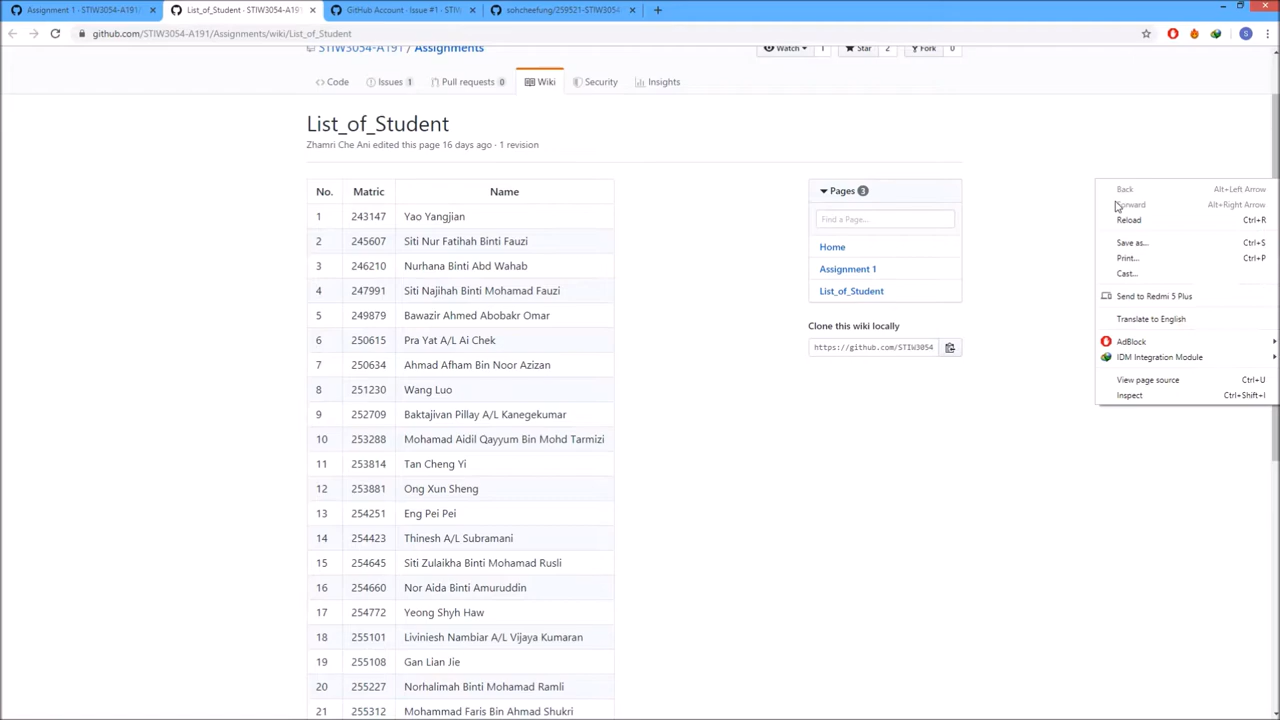 Assignment 1 - STIW3054-A191/
List_of_Student - STIW3054-A191
GitHub Account · Issue #1 · STIW
sohcheefung/259521-STIW3054
github.com/STIW3054-A191/Assignments/wiki/List_of_Student
STIW3054-A191 / Assignments
Watch 1 Star 2 Fork 0
Code Issues 1 Pull requests 0 Wiki Security Insights
List_of_Student
Zhamri Che Ani edited this page 16 days ago · 1 revision
No. Matric Name
1 243147 Yao Yangjian
2 245607 Siti Nur Fatihah Binti Fauzi
3 246210 Nurhana Binti Abd Wahab
4 247991 Siti Najihah Binti Mohamad Fauzi
5 249879 Bawazir Ahmed Abobakr Omar
6 250615 Pra Yat A/L Ai Chek
7 250634 Ahmad Afham Bin Noor Azizan
8 251230 Wang Luo
9 252709 Baktajivan Pillay A/L Kanegekumar
10 253288 Mohamad Aidil Qayyum Bin Mohd Tarmizi
11 253814 Tan Cheng Yi
12 253881 Ong Xun Sheng
13 254251 Eng Pei Pei
14 254423 Thinesh A/L Subramani
15 254645 Siti Zulaikha Binti Mohamad Rusli
16 254660 Nor Aida Binti Amuruddin
17 254772 Yeong Shyh Haw
18 255101 Liviniesh Nambiar A/L Vijaya Kumaran
19 255108 Gan Lian Jie
20 255227 Norhalimah Binti Mohamad Ramli
21 255312 Mohammad Faris Bin Ahmad Shukri
Pages 3
Find a Page...
Home
Assignment 1
List_of_Student
Clone this wiki locally
https://github.com/STIW3054
Back Alt+Left Arrow
Forward Alt+Right Arrow
Reload Ctrl+R
Save as... Ctrl+S
Print... Ctrl+P
Cast...
Send to Redmi 5 Plus
Translate to English
AdBlock
IDM Integration Module
View page source Ctrl+U
Inspect Ctrl+Shift+I